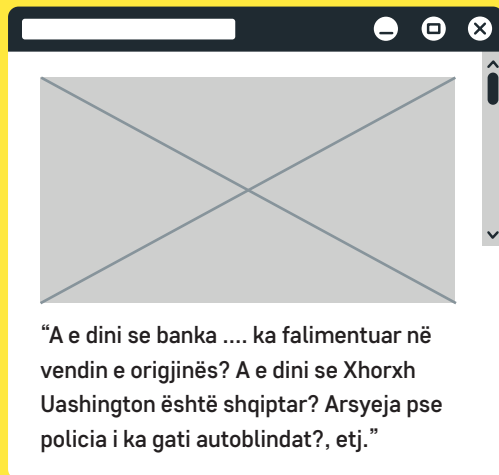 “A e dini se banka .... ka falimentuar në
vendin e origjinës? A e dini se Xhorxh
Uashington është shqiptar? Arsyeja pse
policia i ka gati autoblindat?, etj.”